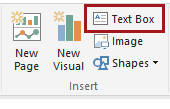 New Page
New Visual
Text Box
Image
Shapes
Insert